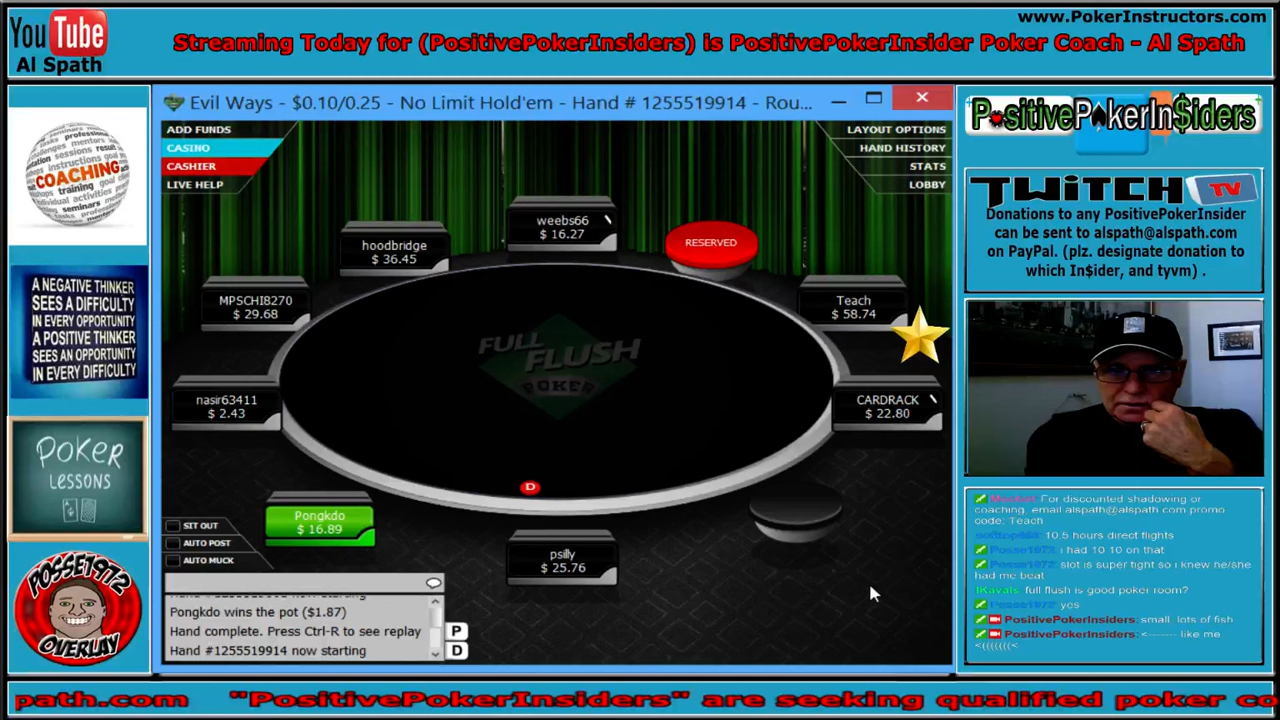 You Tube
Al Spath
www.PokerInstructors.com
Streaming Today for (PositivePokerInsiders) is PositivePokerInsider Poker Coach - Al Spath
COACHING
A NEGATIVE THINKER
SEES A DIFFICULTY
IN EVERY OPPORTUNITY
A POSITIVE THINKER
SEES AN OPPORTUNITY
IN EVERY DIFFICULTY
POKER
LESSONS
POSSE1972
OVERLAY
Evil Ways - $0.10/0.25 - No Limit Hold'em - Hand # 1255519914 - Rou...
ADD FUNDS
CASINO
CASHIER
LIVE HELP
LAYOUT OPTIONS
HAND HISTORY
STATS
LOBBY
weebs66
$ 16.27
RESERVED
hoodbridge
$ 36.45
MPSCHI8270
$ 29.68
Teach
$ 58.74
nasir63411
$ 2.43
CARDRACK
$ 22.80
FULL
FLUSH
POKER
D
Pongkdo
$ 16.89
psilly
$ 25.76
SIT OUT
AUTO POST
AUTO MUCK
Pongkdo wins the pot ($1.87)
Hand complete. Press Ctrl-R to see replay
Hand #1255519914 now starting
P
D
PositivePokerIn$iders
TWITCH TV
Donations to any PositivePokerInsider
can be sent to alspath@alspath.com
on PayPal. (plz. designate donation to
which In$ider, and tyvm) .
For discounted shadowing or
coaching, email alspath@alspath.com promo
code: Teach
10.5 hours direct flights
Posse1972: i had 10 10 on that
Posse1972: slot is super tight so i knew he/she
had me beat
full flush is good poker room?
Posse1972: yes
PositivePokerInsiders: small. lots of fish
PositivePokerInsiders: <------- like me
<(((((((<
path.com "PositivePokerInsiders" are seeking qualified poker co